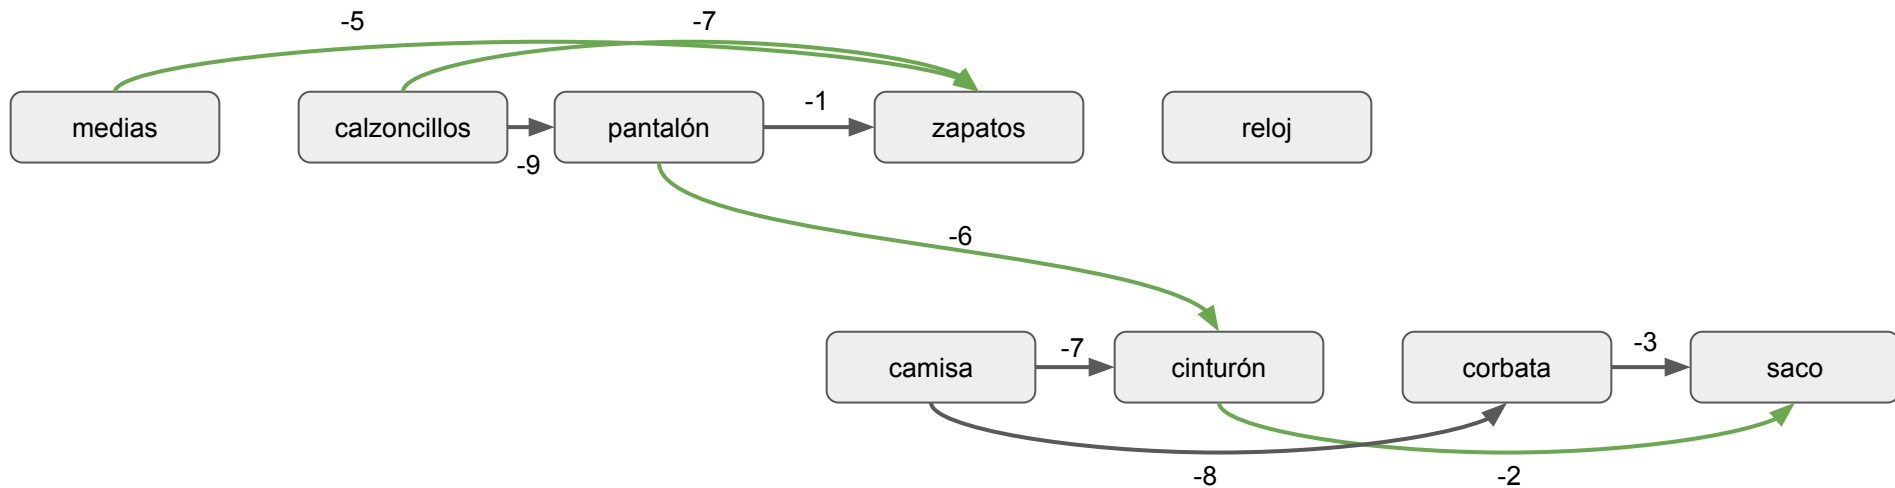 -5
-7
medias
calzoncillos
pantalón
-1
zapatos
reloj
-9
-6
camisa
-7
cinturón
corbata
-3
saco
-8
-2